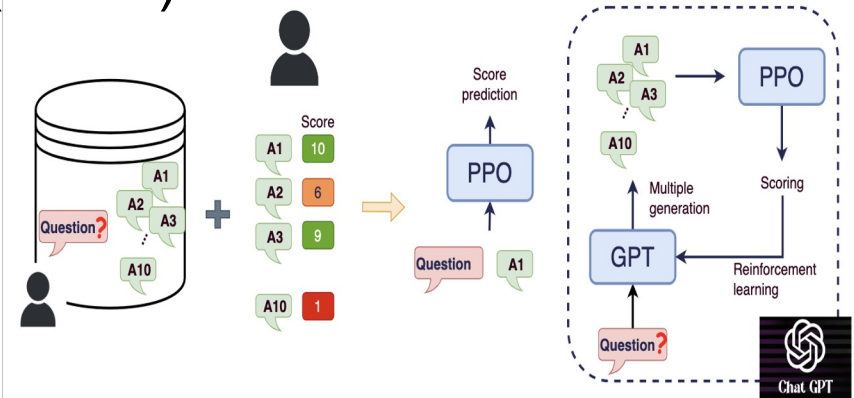 Question?
A1
A2
A3
A10
Score
A1 10
A2 6
A3 9
A10 1
Score
prediction
PPO
Question
A1
A1
A2
A3
A10
PPO
Multiple
generation
Scoring
GPT
Reinforcement
learning
Question?
Chat GPT